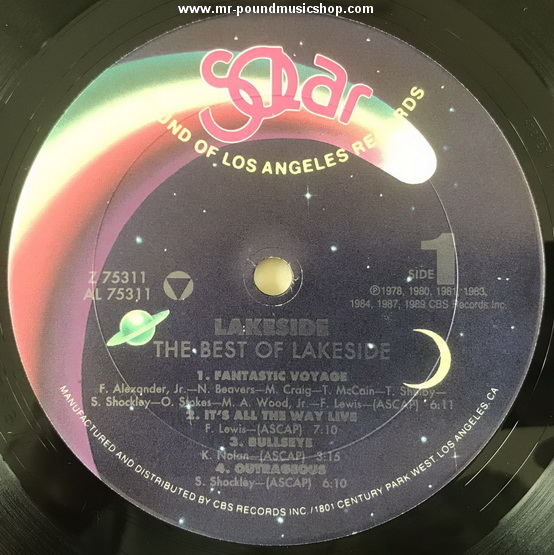 www.mr-poundmusicshop.com
Solar
SOUND OF LOS ANGELES RECORDS
1
SIDE
Z 75311
AL 75311
℗1978, 1980, 1981, 1983,
1984, 1987, 1989 CBS Records Inc.
LAKESIDE
THE BEST OF LAKESIDE
1. FANTASTIC VOYAGE
F. Alexander, Jr.—N. Beavers—M. Craig—T. McCain—T. Shelby—
S. Shockley—O. Stokes—M. A. Wood, Jr.—F. Lewis—(ASCAP) 6:11
2. IT'S ALL THE WAY LIVE
F. Lewis—(ASCAP) 7:10
3. BULLSEYE
K. Nolan—(ASCAP) 3:15
4. OUTRAGEOUS
S. Shockley—(ASCAP) 6:10
MANUFACTURED AND DISTRIBUTED BY CBS RECORDS INC./1801 CENTURY PARK WEST, LOS ANGELES, CA